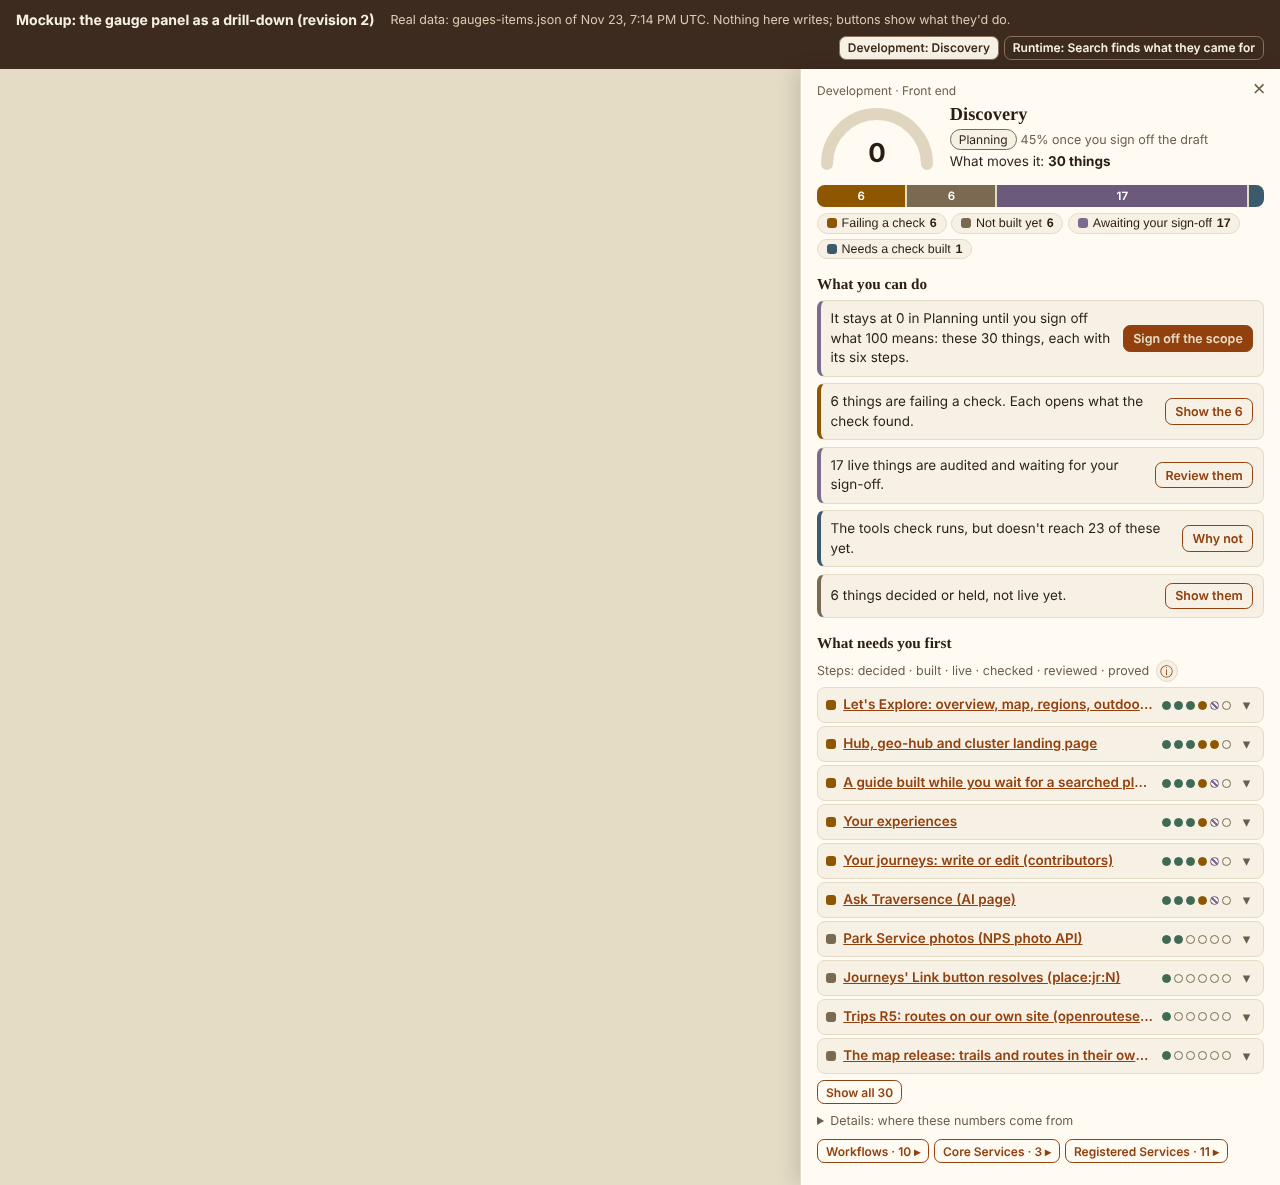 Mockup: the gauge panel as a drill-down (revision 2)
Real data: gauges-items.json of Nov 23, 7:14 PM UTC. Nothing here writes; buttons show what they'd do.
Development: Discovery
Runtime: Search finds what they came for
Development · Front end
✕
0
Discovery
Planning 45% once you sign off the draft
What moves it: 30 things
6
6
17
Failing a check 6
Not built yet 6
Awaiting your sign-off 17
Needs a check built 1
What you can do
It stays at 0 in Planning until you sign off
what 100 means: these 30 things, each with
its six steps.
Sign off the scope
6 things are failing a check. Each opens what the
check found.
Show the 6
17 live things are audited and waiting for your
sign-off.
Review them
The tools check runs, but doesn't reach 23 of these
yet.
Why not
6 things decided or held, not live yet.
Show them
What needs you first
Steps: decided · built · live · checked · reviewed · proved ⓘ
Let's Explore: overview, map, regions, outdoo... ▼
Hub, geo-hub and cluster landing page ▼
A guide built while you wait for a searched pl... ▼
Your experiences ▼
Your journeys: write or edit (contributors) ▼
Ask Traversence (AI page) ▼
Park Service photos (NPS photo API) ▼
Journeys' Link button resolves (place:jr:N) ▼
Trips R5: routes on our own site (openroutese... ▼
The map release: trails and routes in their ow... ▼
Show all 30
▶ Details: where these numbers come from
Workflows · 10 ▸
Core Services · 3 ▸
Registered Services · 11 ▸